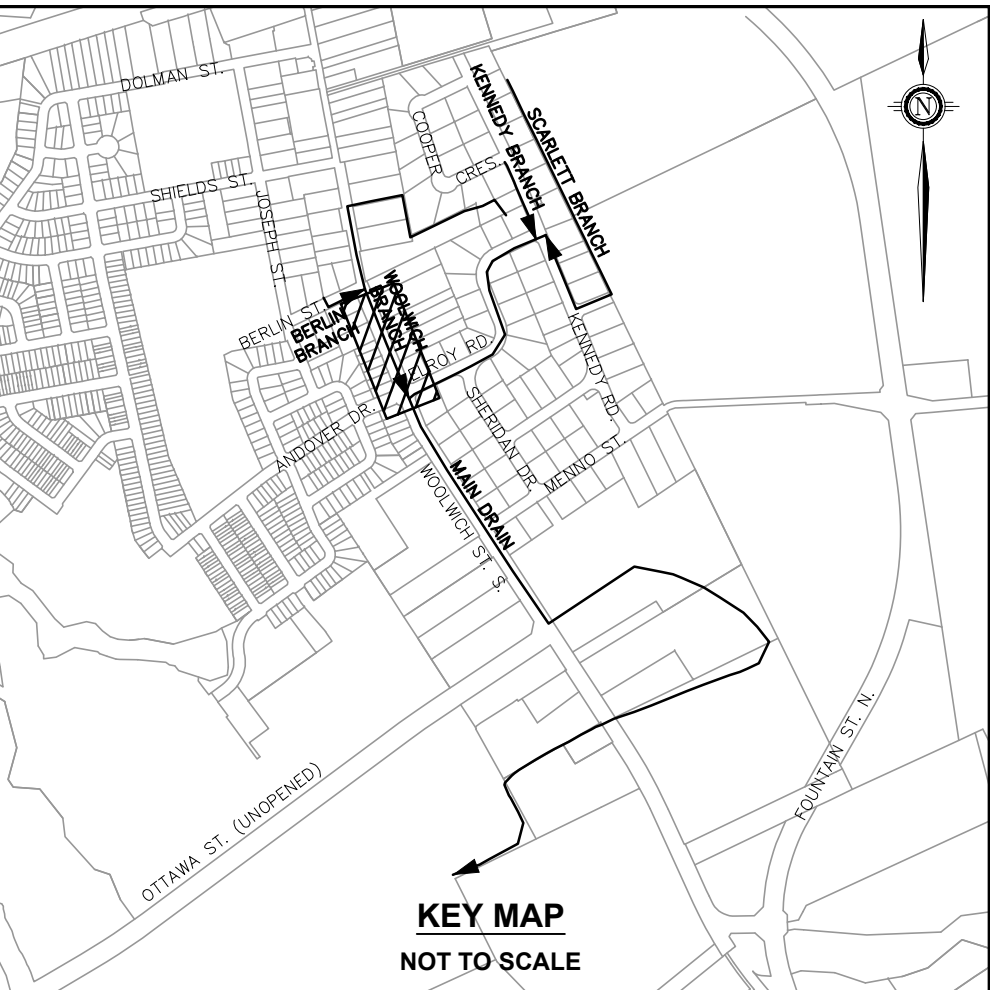 DOLMAN ST.
N
KENNEDY BRANCH
SCARLETT BRANCH
COOPER
CRES.
SHIELDS ST.
JOSEPH ST.
BERLIN ST.
BERLIN
BRANCH
WOOLWICH
BRANCH
ELROY RD.
KENNEDY RD.
SHERIDAN DR.
ANDOVER DR.
MENNO ST.
MAIN DRAIN
WOOLWICH ST. S.
FOUNTAIN ST. N.
OTTAWA ST. (UNOPENED)
KEY MAP
NOT TO SCALE